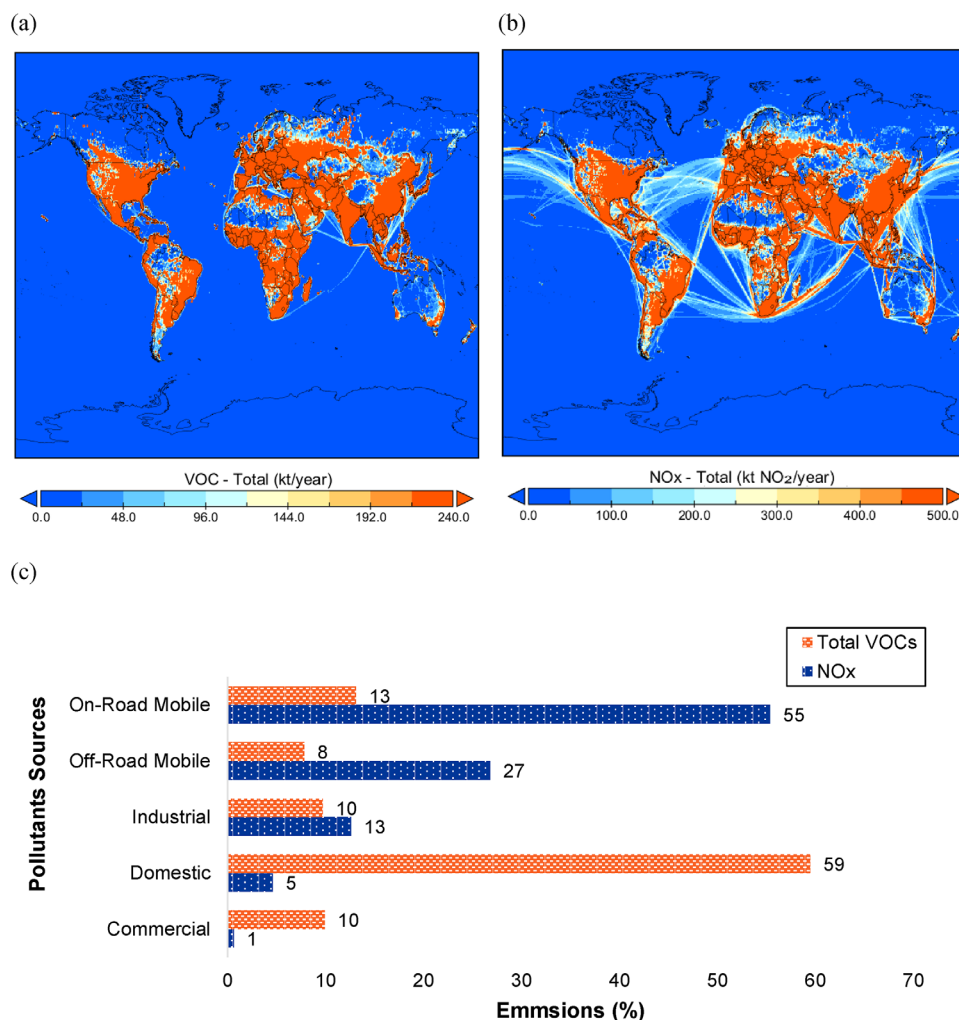 (a)
(b)
VOC - Total (kt/year)
0.0 48.0 96.0 144.0 192.0 240.0
NOx - Total (kt NO₂/year)
0.0 100.0 200.0 300.0 400.0 500.0
(c)
Total VOCs
NOx
Pollutants Sources
On-Road Mobile
13
55
Off-Road Mobile
8
27
Industrial
10
13
Domestic
59
5
Commercial
10
1
0 10 20 30 40 50 60 70
Emmsions (%)